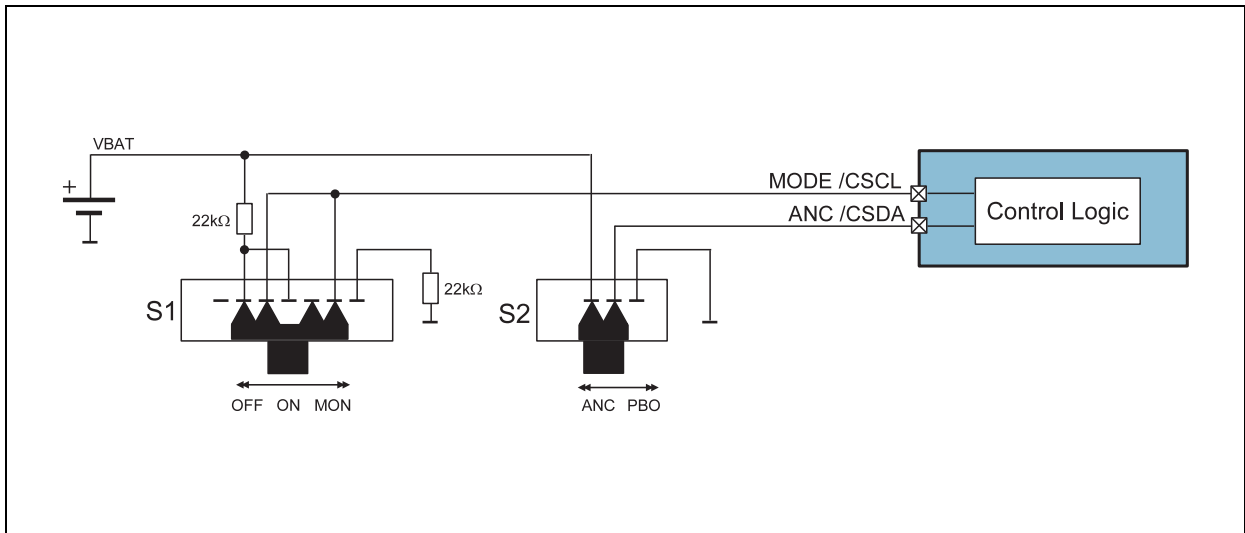 VBAT
+
MODE /CSCL
22kΩ
ANC /CSDA
Control Logic
22kΩ
S1
S2
OFF ON MON
ANC PBO